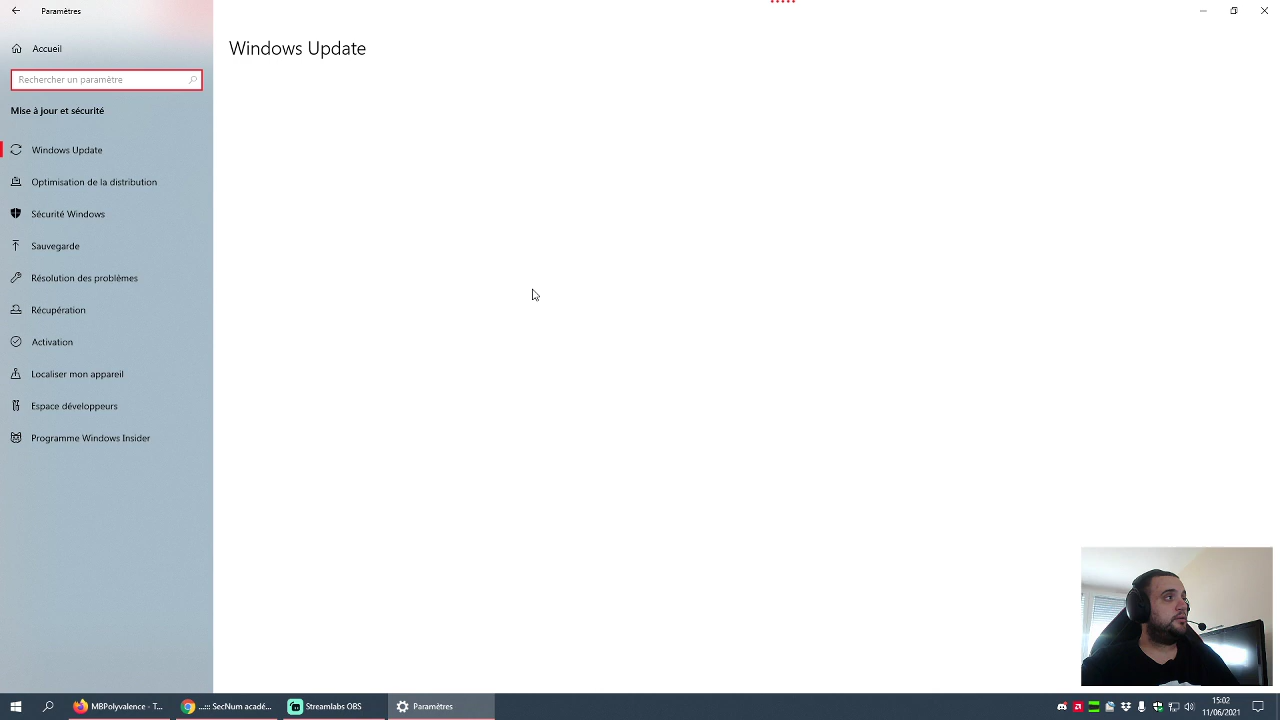 Paramètres
Accueil
Windows Update
Rechercher un paramètre
Mise à jour et sécurité
Windows Update
Optimisation de la distribution
Sécurité Windows
Sauvegarde
Résolution des problèmes
Récupération
Activation
Localiser mon appareil
Espace développeurs
Programme Windows Insider
MBPolyvalence - T...
..:::: SecNum acadé...
Streamlabs OBS
Paramètres
15:02
11/06/2021